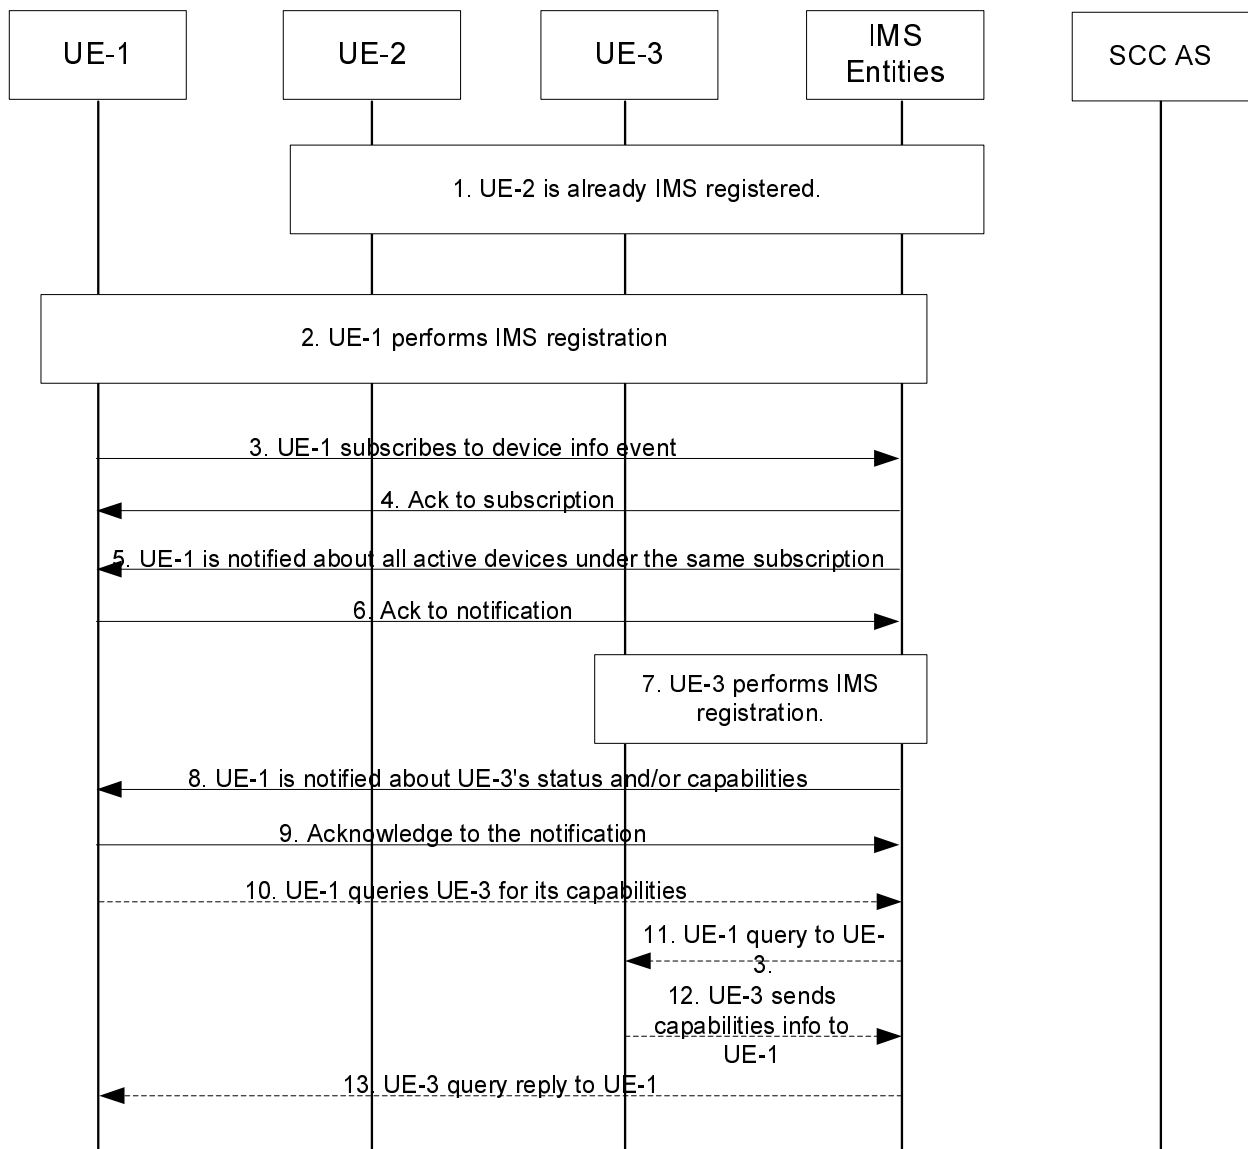 UE-1
UE-2
UE-3
IMS
Entities
SCC AS
1. UE-2 is already IMS registered.
2. UE-1 performs IMS registration
3. UE-1 subscribes to device info event
4. Ack to subscription
5. UE-1 is notified about all active devices under the same subscription
6. Ack to notification
7. UE-3 performs IMS
registration.
8. UE-1 is notified about UE-3's status and/or capabilities
9. Acknowledge to the notification
10. UE-1 queries UE-3 for its capabilities
11. UE-1 query to UE-
3.
12. UE-3 sends
capabilities info to
UE-1
13. UE-3 query reply to UE-1